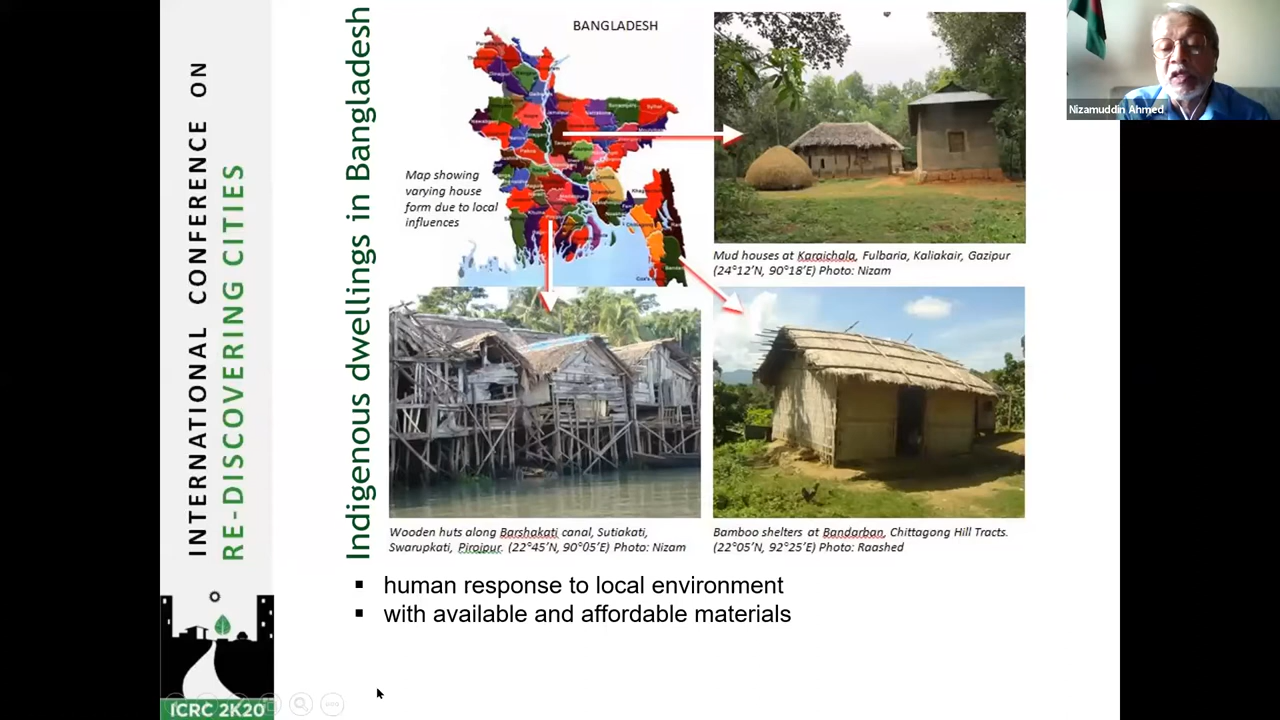 INTERNATIONAL CONFERENCE ON
RE-DISCOVERING CITIES
ICRC 2K20
Indigenous dwellings in Bangladesh
BANGLADESH
Map showing
varying house
form due to local
influences
Mud houses at Karaichala, Fulbaria, Kaliakair, Gazipur
(24°12’N, 90°18’E) Photo: Nizam
Wooden huts along Barshakati canal, Sutiakati,
Swarupkati, Pirojpur. (22°45’N, 90°05’E) Photo: Nizam
Bamboo shelters at Bandarban, Chittagong Hill Tracts.
(22°05’N, 92°25’E) Photo: Raashed
▪ human response to local environment
▪ with available and affordable materials
Nizamuddin Ahmed